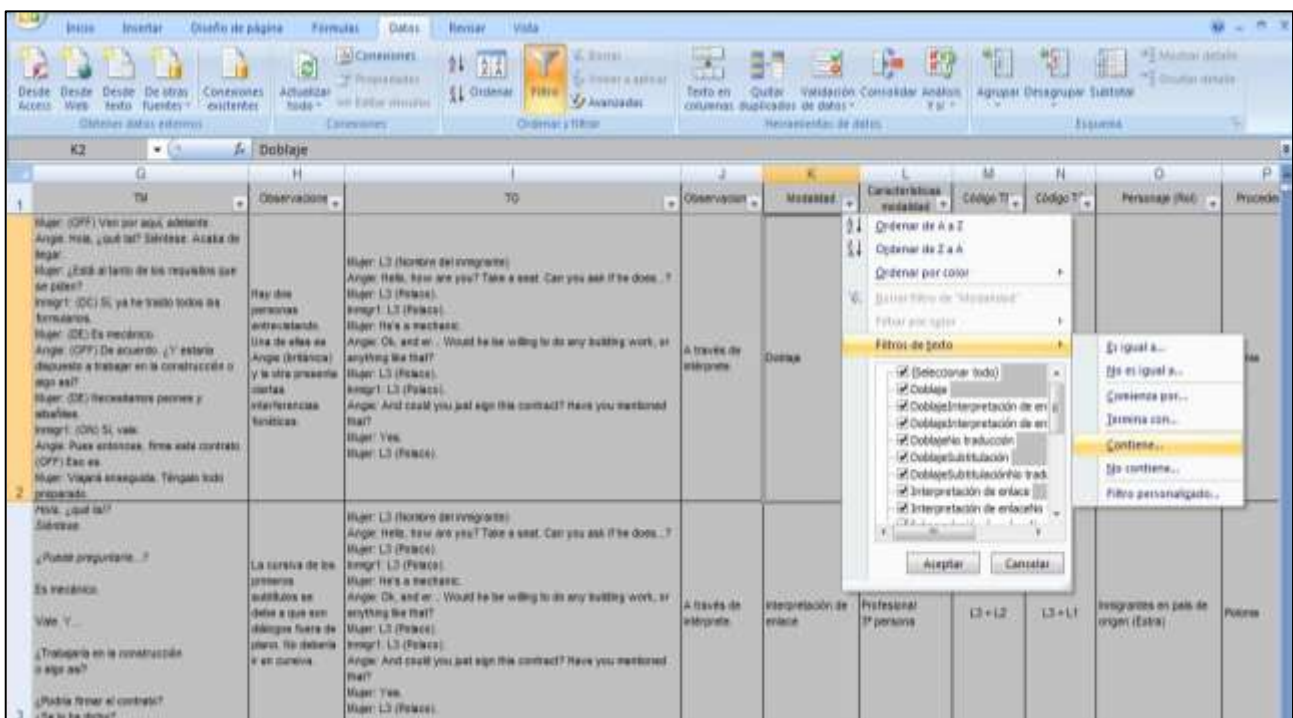 Inicio Insertar Diseño de página Fórmulas Datos Revisar Vista
Desde Access
Desde Web
Desde texto
De otras fuentes
Conexiones existentes
Obtener datos externos
Actualizar todo
Conexiones
Propiedades
Editar vínculos
Conexiones
Ordenar
Filtro
Borrar
Volver a aplicar
Avanzadas
Ordenar y filtrar
Texto en columnas
Quitar duplicados
Validación de datos
Consolidar
Análisis Y si
Herramientas de datos
Agrupar
Desagrupar
Subtotal
Mostrar detalle
Ocultar detalle
Esquema
K2 fx Doblaje
G H I J K L M N O P
1 TM Observacione TO Observacion Modalidad Características modalidad Código T Código T Personaje (Rol) Proceden
Mujer: (OFF) Ven por aquí, adelante.
Angie: Hola, ¿qué tal? Siéntese. Acaba de
llegar.
Mujer: ¿Está al tanto de los requisitos que
se piden?
Inmigr1: (DC) Sí, ya he traído todos los
formularios.
Mujer: (DE) Es mecánico.
Angie: (OFF) De acuerdo. ¿Y estaría
dispuesto a trabajar en la construcción o
algo así?
Mujer: (DE) Necesitamos peones y
albañiles.
Inmigr1: (ON) Sí, vale.
Angie: Pues entonces, firma este contrato.
(OFF) Eso es.
Mujer: Viajará enseguida. Téngalo todo
2 preparado.
Hay dos
personas
entrevistando.
Una de ellas es
Angie (británica)
y la otra presenta
ciertas
interferencias
fonéticas.
Mujer: L3 (Nombre del inmigrante)
Angie: Hello, how are you? Take a seat. Can you ask if he does...?
Mujer: L3 (Polaco).
Inmigr1: L3 (Polaco).
Mujer: He's a mechanic.
Angie: Ok, and er... Would he be willing to do any building work, or
anything like that?
Mujer: L3 (Polaco).
Inmigr1: L3 (Polaco).
Angie: And could you just sign this contract? Have you mentioned
that?
Mujer: Yes.
Mujer: L3 (Polaco).
A través de
intérprete.
Doblaje
Ordenar de A a Z
Ordenar de Z a A
Ordenar por color
Borrar filtro de "Modalidad"
Filtrar por color
Filtros de texto
(Seleccionar todo)
Doblaje
DoblajeInterpretación de en
DoblajeInterpretación de en
DoblajeNo traducción
DoblajeSubtitulación
DoblajeSubtitulaciónNo trad
Interpretación de enlace
Interpretación de enlaceNo
Aceptar Cancelar
Es igual a...
No es igual a...
Comienza por...
Termina con...
Contiene...
No contiene...
Filtro personalizado...
Hola, ¿qué tal?
Siéntese.
¿Puede preguntarle...?
Es mecánico.
Vale. Y...
¿Trabajaría en la construcción
o algo así?
¿Podría firmar el contrato?
3 ¿Se lo ha dicho?
La cursiva de los
primeros
subtítulos se
debe a que son
diálogos fuera de
plano. No debería
ir en cursiva.
Mujer: L3 (Nombre del inmigrante)
Angie: Hello, how are you? Take a seat. Can you ask if he does...?
Mujer: L3 (Polaco).
Inmigr1: L3 (Polaco).
Mujer: He's a mechanic.
Angie: Ok, and er... Would he be willing to do any building work, or
anything like that?
Mujer: L3 (Polaco).
Inmigr1: L3 (Polaco).
Angie: And could you just sign this contract? Have you mentioned
that?
Mujer: Yes.
Mujer: L3 (Polaco).
A través de
intérprete.
Interpretación de
enlace
Profesional
3ª persona
L3 + L2
L3 + L1
Inmigrantes en país de
origen (Extra)
Polonia